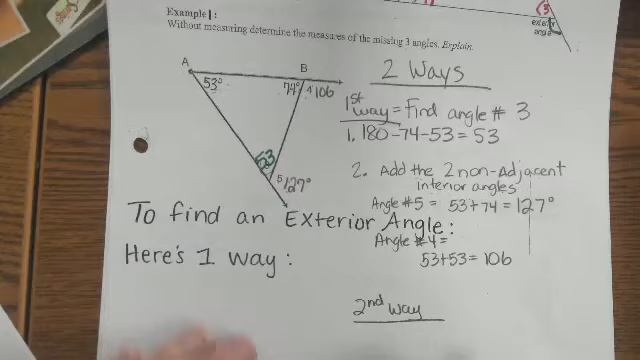 Example 1:
Without measuring determine the measures of the missing 3 angles. Explain.
exterior
angle
A
B
53°
74°
4
106
53
5
127°
2 Ways
1st way = Find angle # 3
1. 180-74-53 = 53
2. Add the 2 non-Adjacent
interior angles
Angle #5 = 53+74 = 127°
Angle #4 =
53+53 = 106
To find an Exterior Angle:
Here's 1 way:
2nd way